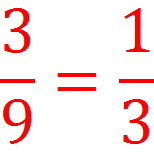 3/9 = 1/3